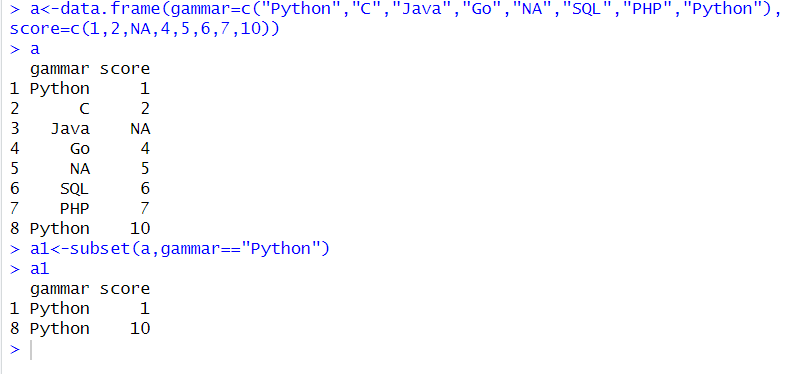 > a<-data.frame(gammar=c("Python","C","Java","Go","NA","SQL","PHP","Python"),
score=c(1,2,NA,4,5,6,7,10))
> a
  gammar score
1 Python     1
2      C     2
3   Java    NA
4     Go     4
5     NA     5
6    SQL     6
7    PHP     7
8 Python    10
> a1<-subset(a,gammar=="Python")
> a1
  gammar score
1 Python     1
8 Python    10
>